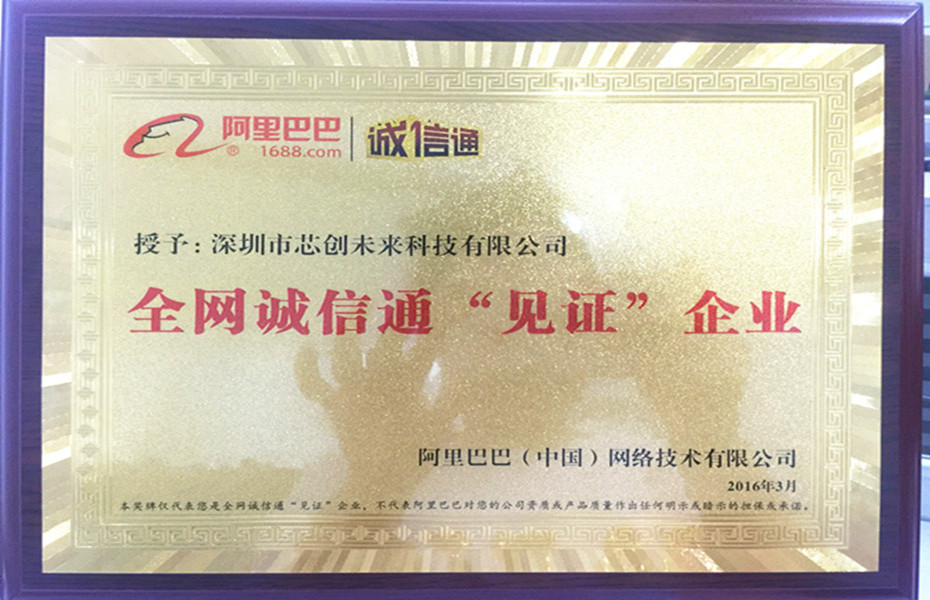 阿里巴巴 诚信通
® 1688.com
授予：深圳市芯创未来科技有限公司
全网诚信通“见证”企业
阿里巴巴（中国）网络技术有限公司
2016年3月
本奖牌仅代表您是全网诚信通“见证”企业，不代表阿里巴巴对您的公司资质或产品质量作出任何明示或暗示的担保或承诺。